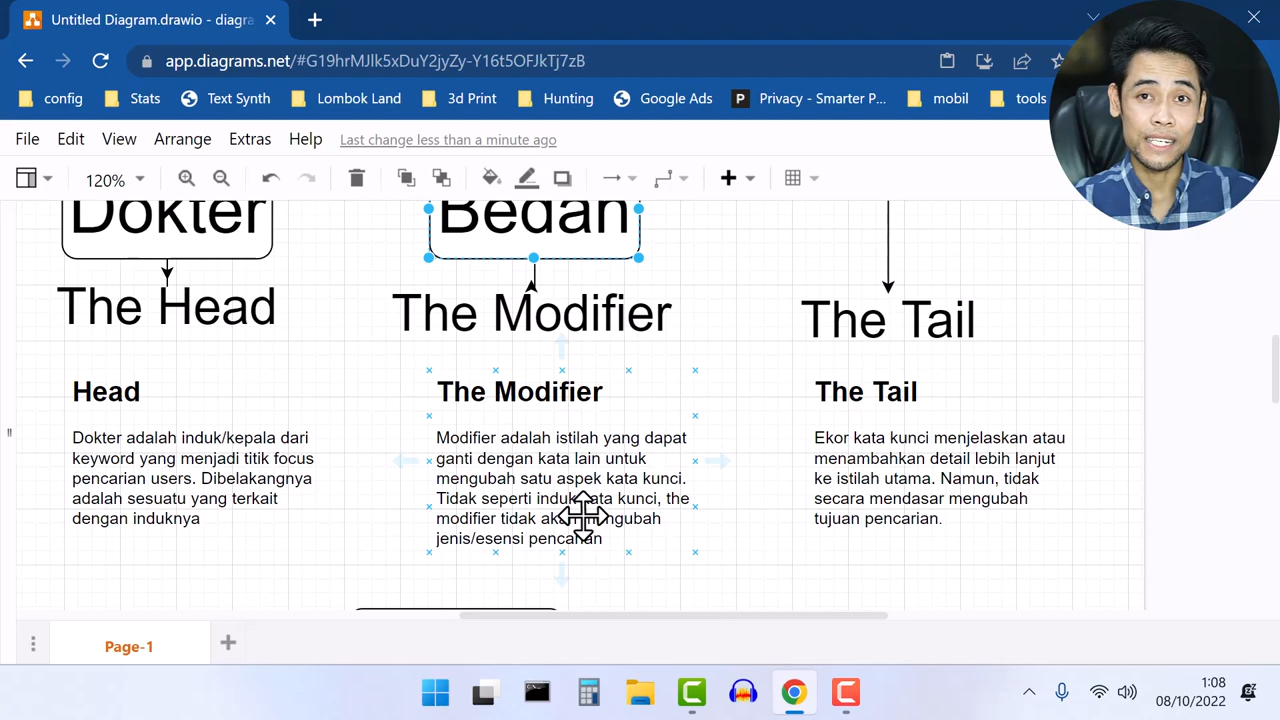 Untitled Diagram.drawio - diagra
app.diagrams.net/#G19hrMJlk5xDuY2jyZy-Y16t5OFJkTj7zB
config
Stats
Text Synth
Lombok Land
3d Print
Hunting
Google Ads
Privacy - Smarter P...
mobil
tools
File
Edit
View
Arrange
Extras
Help
Last change less than a minute ago
120%
Dokter
Bedah
The Head
The Modifier
The Tail
Head
Dokter adalah induk/kepala dari
keyword yang menjadi titik focus
pencarian users. Dibelakangnya
adalah sesuatu yang terkait
dengan induknya
The Modifier
Modifier adalah istilah yang dapat
ganti dengan kata lain untuk
mengubah satu aspek kata kunci.
Tidak seperti induk kata kunci, the
modifier tidak akan mengubah
jenis/esensi pencarian
The Tail
Ekor kata kunci menjelaskan atau
menambahkan detail lebih lanjut
ke istilah utama. Namun, tidak
secara mendasar mengubah
tujuan pencarian.
Page-1
1:08
08/10/2022